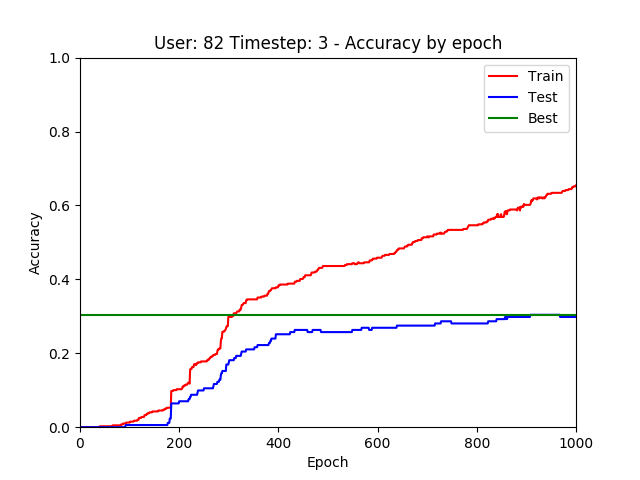 User: 82 Timestep: 3 - Accuracy by epoch
1.0
0.8
0.6
0.4
0.2
0.0
Accuracy
Train
Test
Best
0 200 400 600 800 1000
Epoch